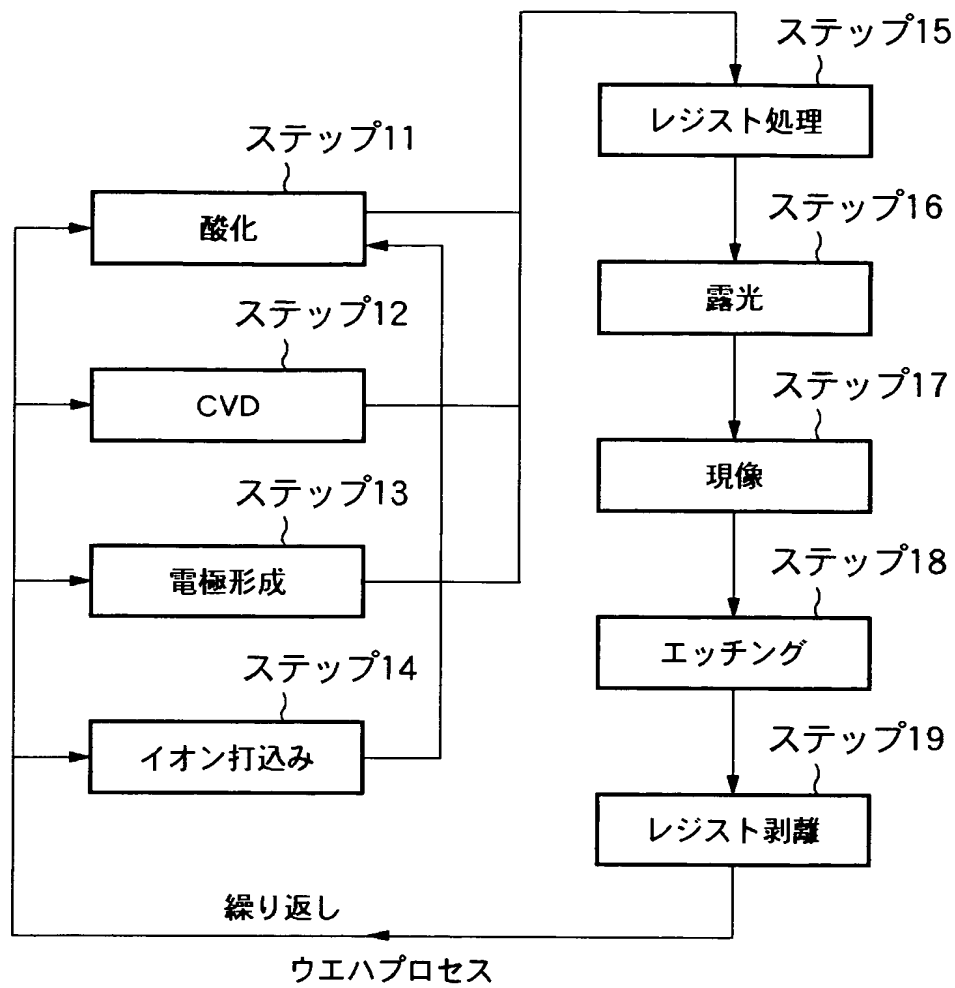 ステップ11
酸化
ステップ12
CVD
ステップ13
電極形成
ステップ14
イオン打込み
ステップ15
レジスト処理
ステップ16
露光
ステップ17
現像
ステップ18
エッチング
ステップ19
レジスト剥離
繰り返し
ウエハプロセス